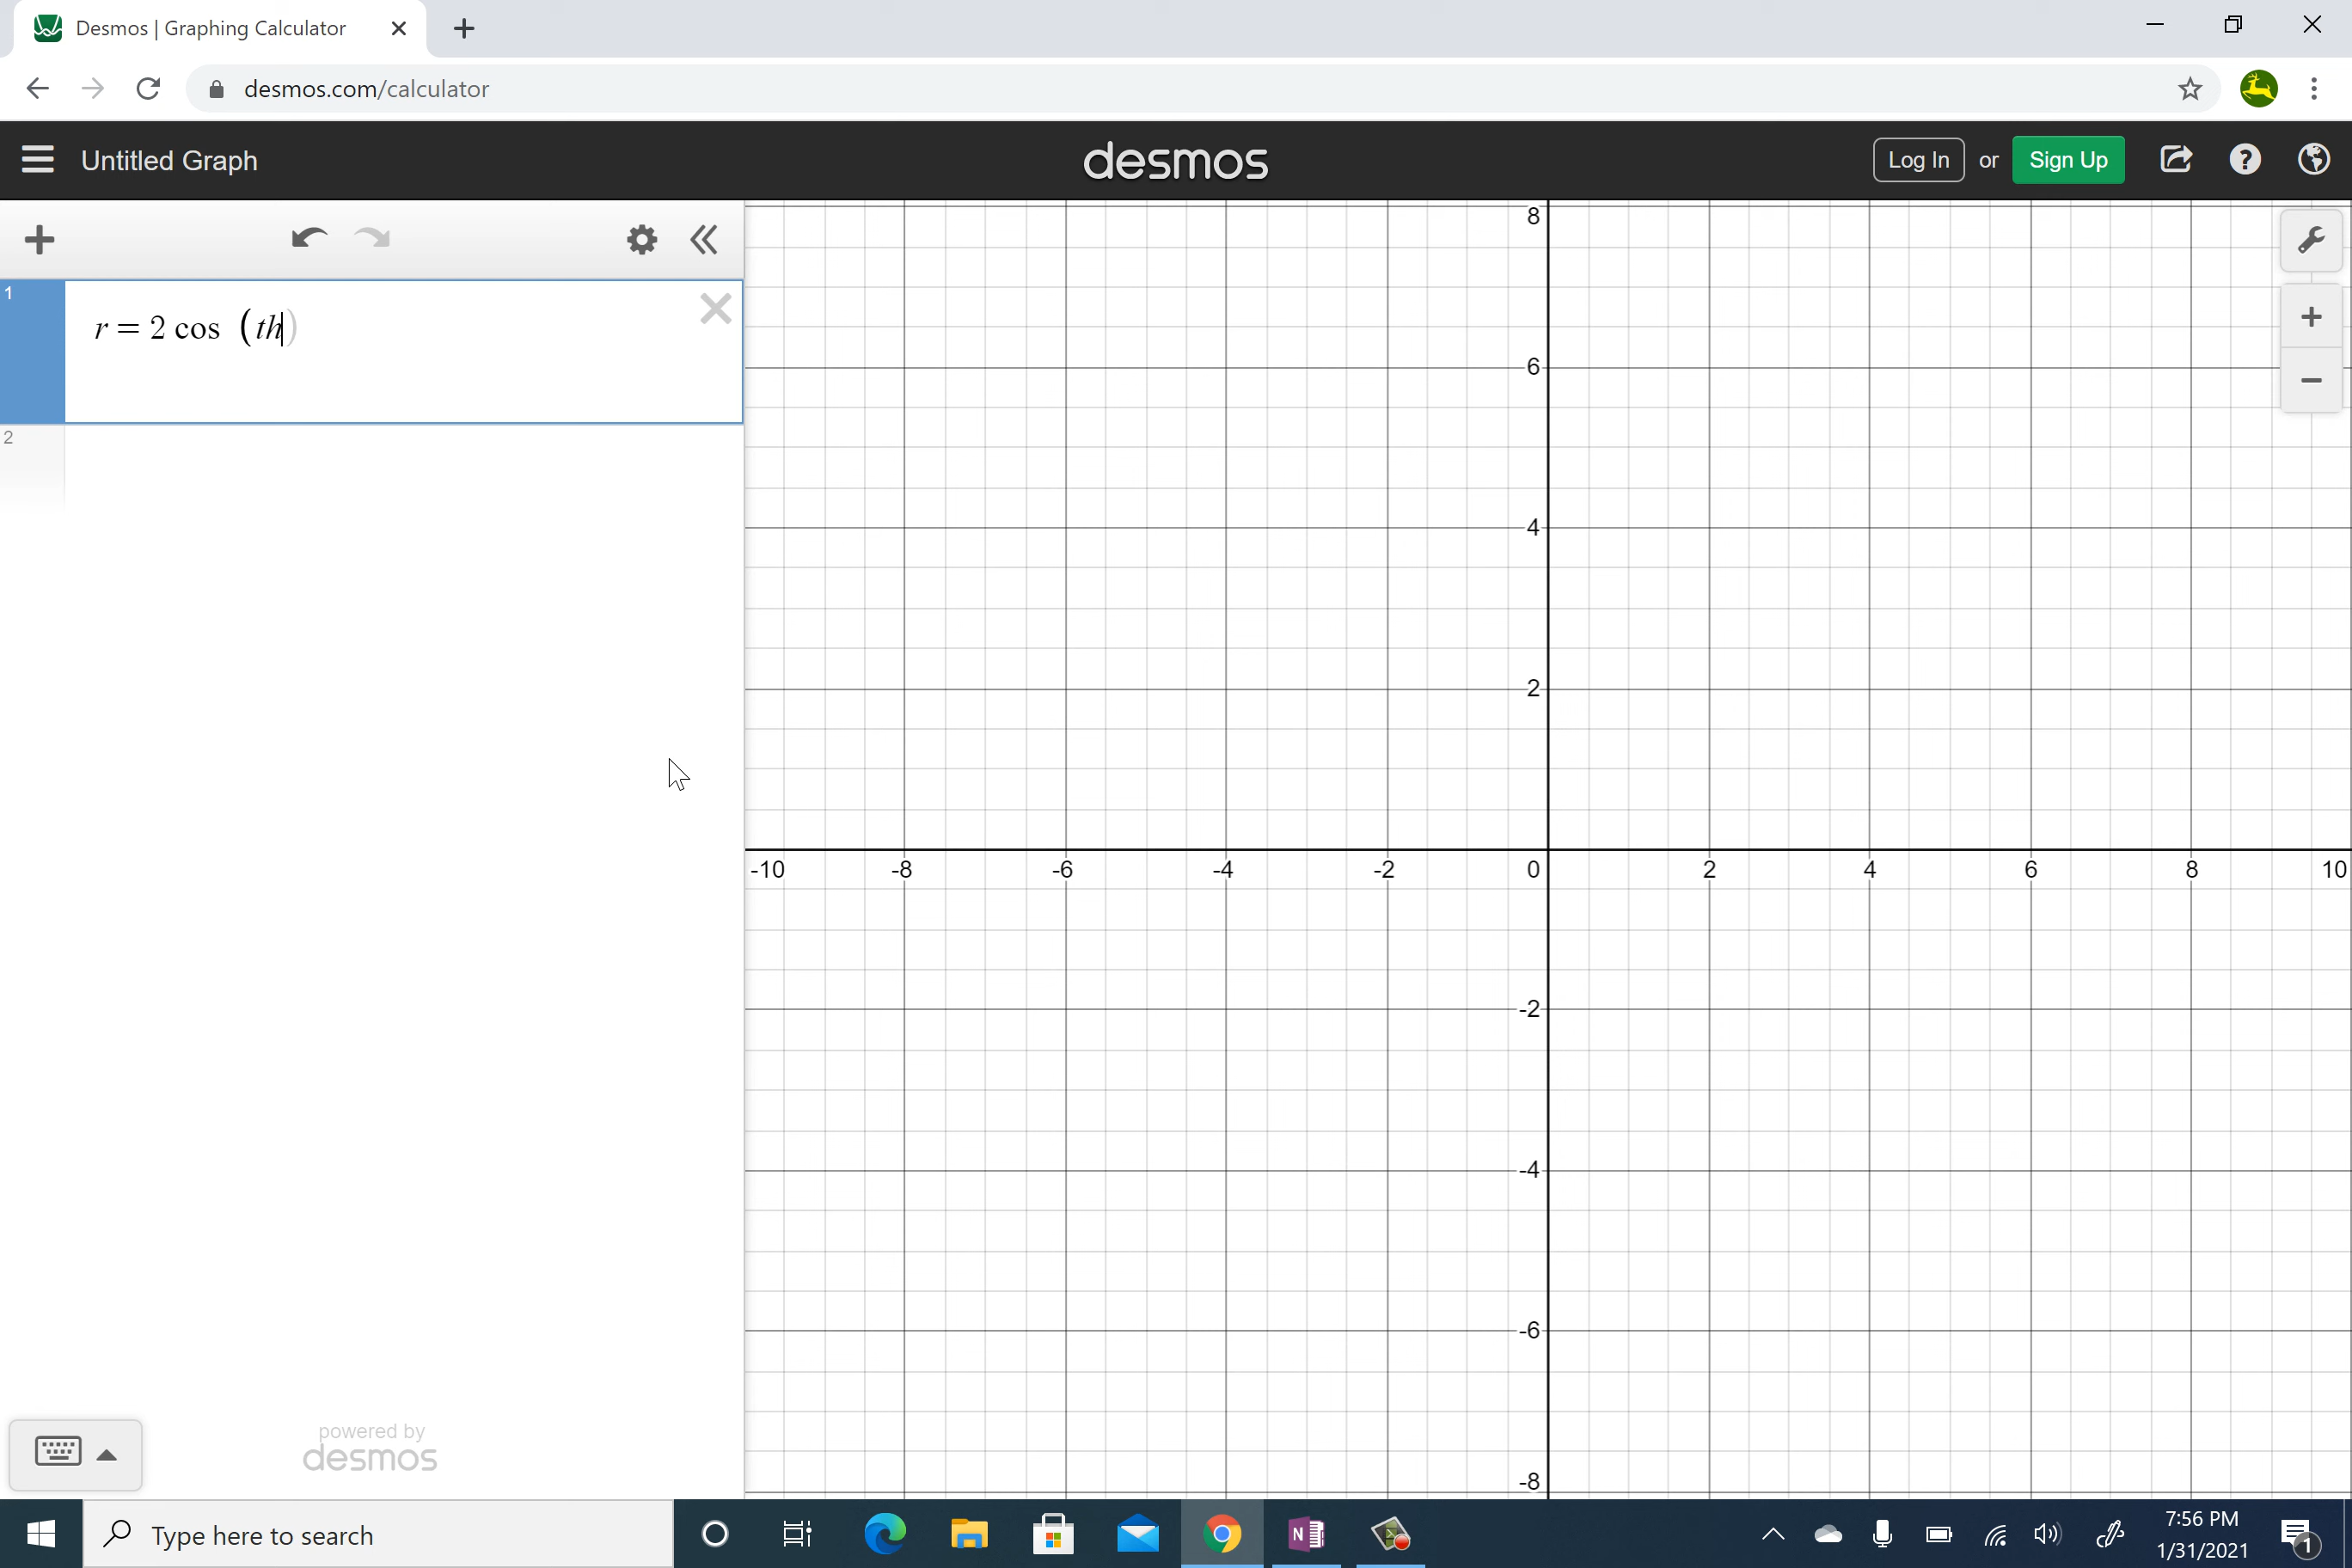 Desmos | Graphing Calculator
desmos.com/calculator
Untitled Graph
desmos
Log In or Sign Up
1
r = 2 cos (th)
2
8
6
4
2
-10 -8 -6 -4 -2 0 2 4 6 8 10
-2
-4
-6
-8
powered by
desmos
Type here to search
N
7:56 PM
1/31/2021
1